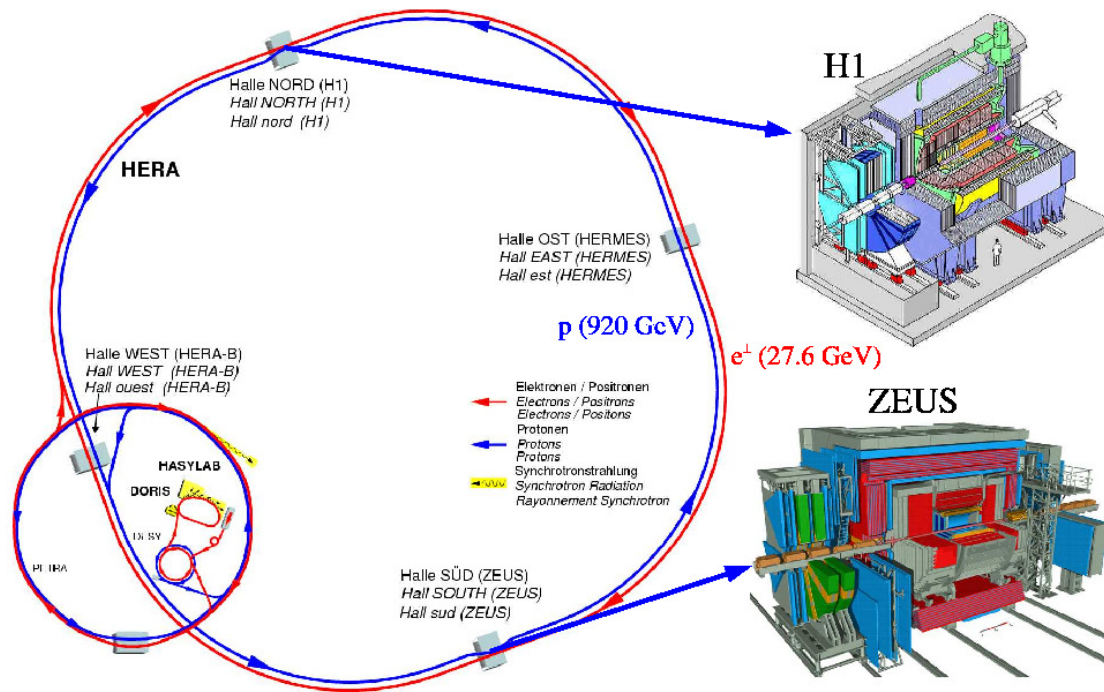 H1
Halle NORD (H1)
Hall NORTH (H1)
Hall nord (H1)
HERA
Halle OST (HERMES)
Hall EAST (HERMES)
Hall est (HERMES)
p (920 GeV)
e± (27.6 GeV)
Halle WEST (HERA-B)
Hall WEST (HERA-B)
Hall ouest (HERA-B)
ZEUS
Elektronen / Positronen
Electrons / Positrons
Electrons / Positons
Protonen
Protons
Protons
Synchrotronstrahlung
Synchrotron Radiation
Rayonnement Synchrotron
HASYLAB
DORIS
DESY
PETRA
Halle SÜD (ZEUS)
Hall SOUTH (ZEUS)
Hall sud (ZEUS)